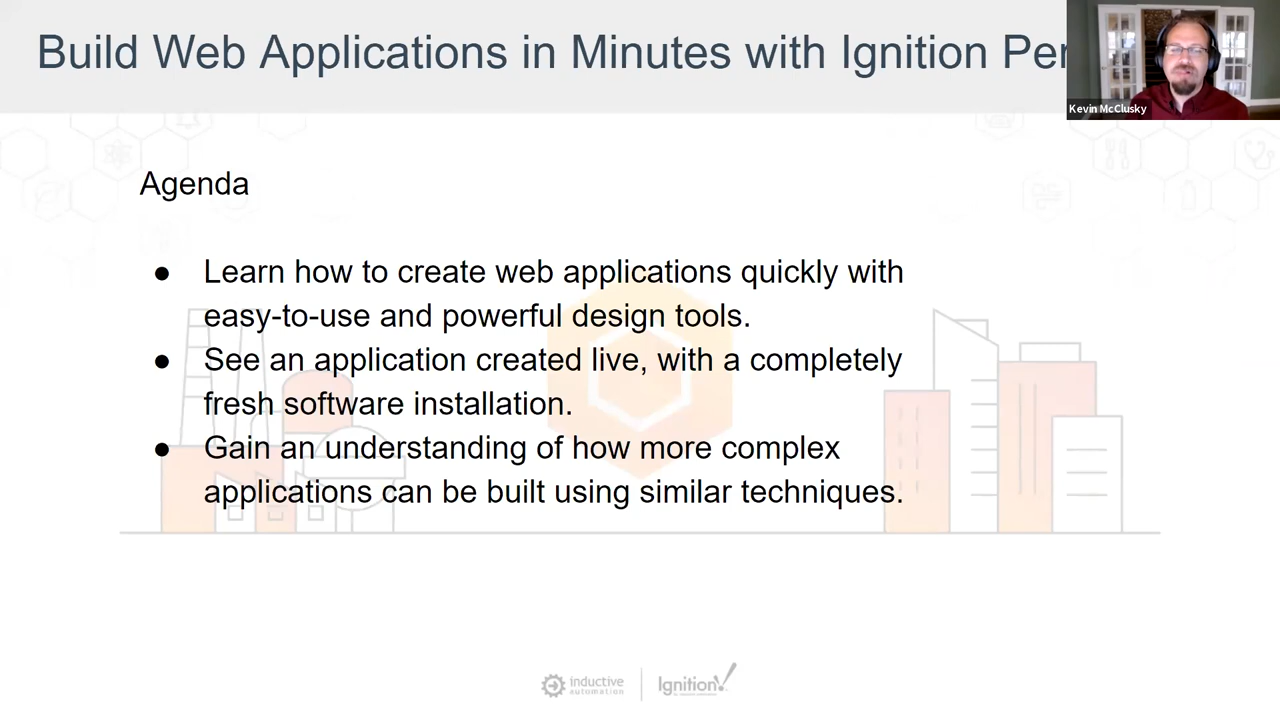 Build Web Applications in Minutes with Ignition Per
Kevin McClusky
Agenda
● Learn how to create web applications quickly with
easy-to-use and powerful design tools.
● See an application created live, with a completely
fresh software installation.
● Gain an understanding of how more complex
applications can be built using similar techniques.
inductive
automation
Ignition!